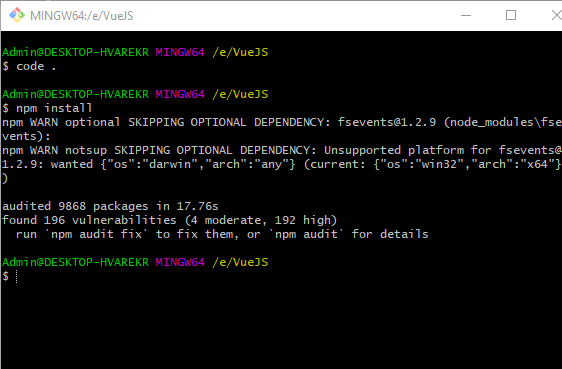 MINGW64:/e/VueJS
Admin@DESKTOP-HVAREKR MINGW64 /e/VueJS
$ code .
Admin@DESKTOP-HVAREKR MINGW64 /e/VueJS
$ npm install
npm WARN optional SKIPPING OPTIONAL DEPENDENCY: fsevents@1.2.9 (node_modules\fse
vents):
npm WARN notsup SKIPPING OPTIONAL DEPENDENCY: Unsupported platform for fsevents@
1.2.9: wanted {"os":"darwin","arch":"any"} (current: {"os":"win32","arch":"x64"}
)
audited 9868 packages in 17.76s
found 196 vulnerabilities (4 moderate, 192 high)
  run `npm audit fix` to fix them, or `npm audit` for details
Admin@DESKTOP-HVAREKR MINGW64 /e/VueJS
$